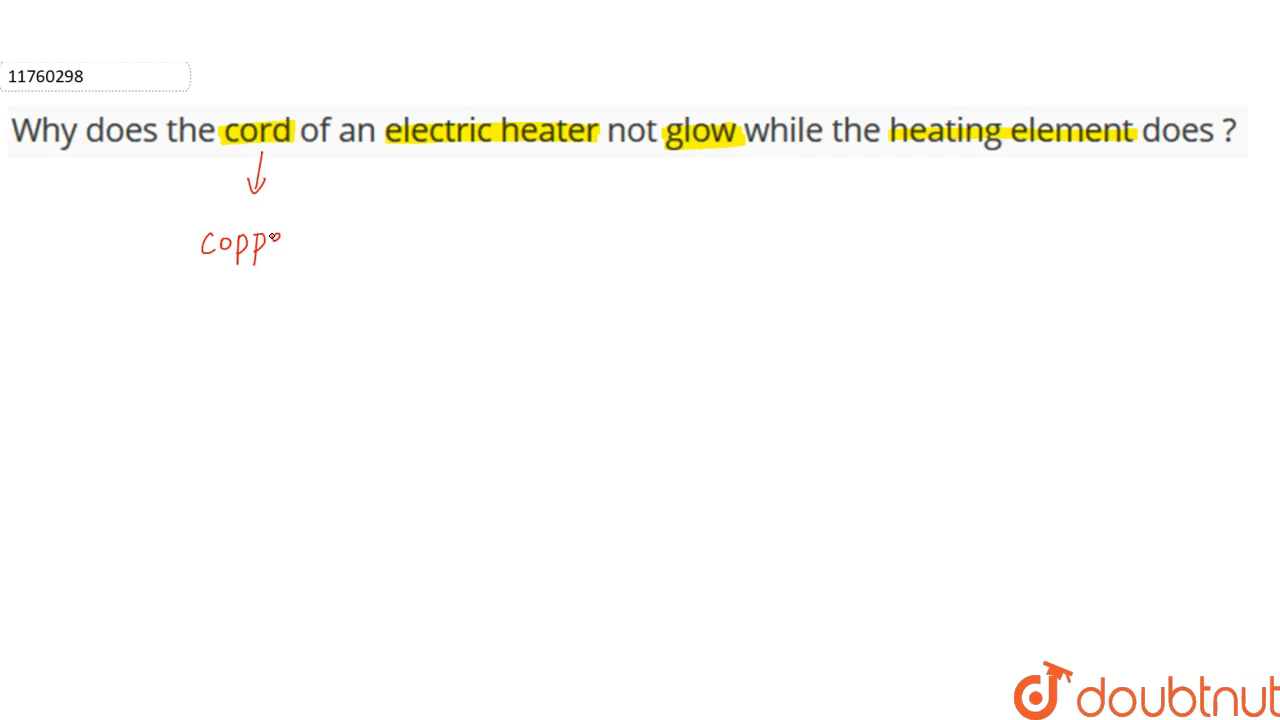 11760298
Why does the cord of an electric heater not glow while the heating element does ?
copp
doubtnut